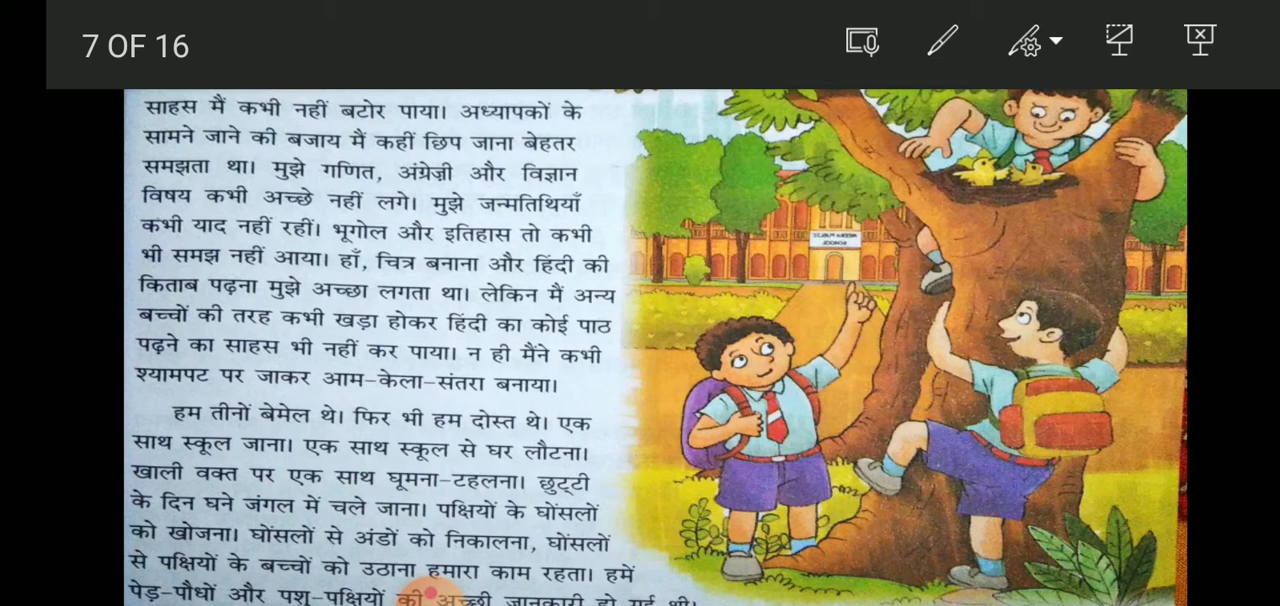 7 OF 16
साहस मैं कभी नहीं बटोर पाया। अध्यापकों के
सामने जाने की बजाय मैं कहीं छिप जाना बेहतर
समझता था। मुझे गणित, अंग्रेज़ी और विज्ञान
विषय कभी अच्छे नहीं लगे। मुझे जन्मतिथियाँ
कभी याद नहीं रहीं। भूगोल और इतिहास तो कभी
भी समझ नहीं आया। हाँ, चित्र बनाना और हिंदी की
किताब पढ़ना मुझे अच्छा लगता था। लेकिन मैं अन्य
बच्चों की तरह कभी खड़ा होकर हिंदी का कोई पाठ
पढ़ने का साहस भी नहीं कर पाया। न ही मैंने कभी
श्यामपट पर जाकर आम-केला-संतरा बनाया।
हम तीनों बेमेल थे। फिर भी हम दोस्त थे। एक
साथ स्कूल जाना। एक साथ स्कूल से घर लौटना।
खाली वक्त पर एक साथ घूमना-टहलना। छुट्टी
के दिन घने जंगल में चले जाना। पक्षियों के घोंसलों
को खोजना। घोंसलों से अंडों को निकालना, घोंसलों
से पक्षियों के बच्चों को उठाना हमारा काम रहता। हमें
पेड़-पौधों और पशु-पक्षियों की अच्छी जानकारी हो गई थी।
SCHOOL